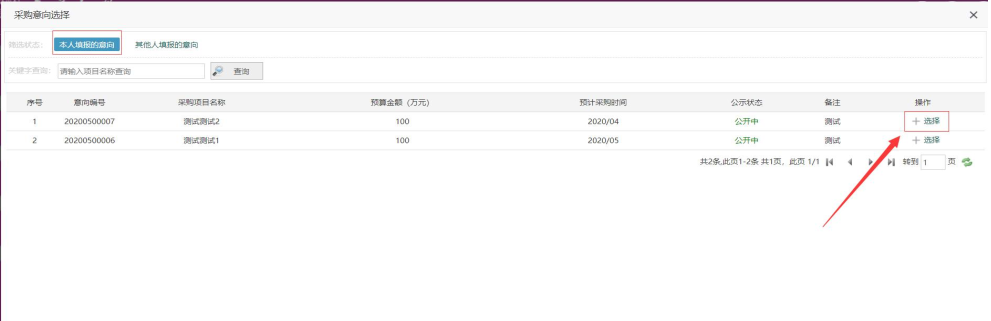 采购意向选择
筛选状态： 本人填报的意向 其他人填报的意向
关键字查询： 请输入项目名称查询 查询
序号 意向编号 采购项目名称 预算金额（万元） 预计采购时间 公示状态 备注 操作
1 20200500007 测试测试2 100 2020/04 公开中 测试 选择
2 20200500006 测试测试1 100 2020/05 公开中 测试 选择
共2条,此页1-2条 共1页，此页 1/1 转到 1 页